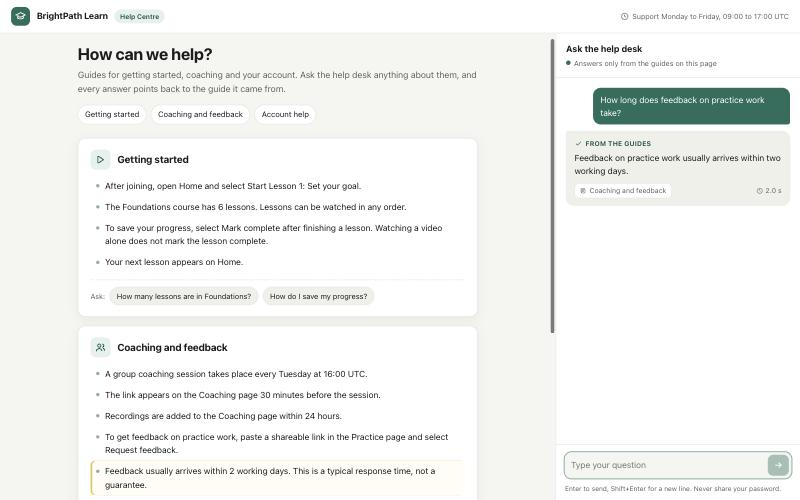 BrightPath Learn Help Centre Support Monday to Friday, 09:00 to 17:00 UTC
How can we help?
Guides for getting started, coaching and your account. Ask the help desk anything about them, and
every answer points back to the guide it came from.
Getting started Coaching and feedback Account help
Getting started
After joining, open Home and select Start Lesson 1: Set your goal.
The Foundations course has 6 lessons. Lessons can be watched in any order.
To save your progress, select Mark complete after finishing a lesson. Watching a video
alone does not mark the lesson complete.
Your next lesson appears on Home.
Ask: How many lessons are in Foundations? How do I save my progress?
Coaching and feedback
A group coaching session takes place every Tuesday at 16:00 UTC.
The link appears on the Coaching page 30 minutes before the session.
Recordings are added to the Coaching page within 24 hours.
To get feedback on practice work, paste a shareable link in the Practice page and select
Request feedback.
Feedback usually arrives within 2 working days. This is a typical response time, not a
guarantee.
Ask the help desk
Answers only from the guides on this page
How long does feedback on practice work
take?
FROM THE GUIDES
Feedback on practice work usually arrives within two
working days.
Coaching and feedback 2.0 s
Type your question
Enter to send, Shift+Enter for a new line. Never share your password.